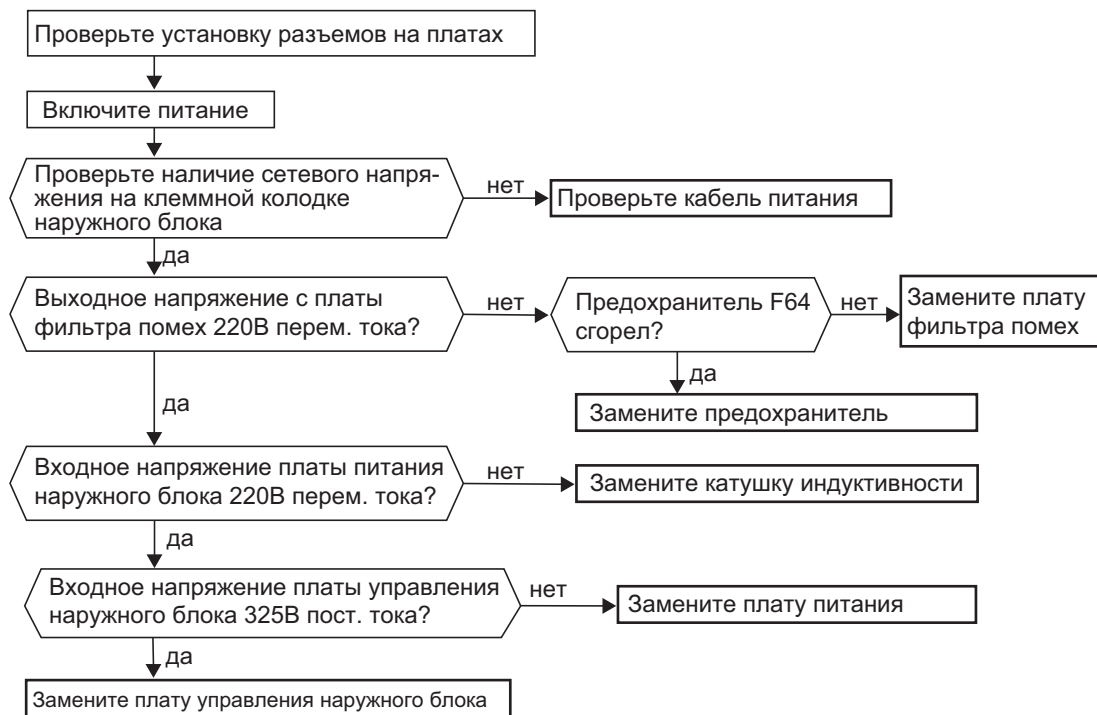 Проверьте установку разъемов на платах
Включите питание
Проверьте наличие сетевого напря-
жения на клеммной колодке
наружного блока
нет
Проверьте кабель питания
да
Выходное напряжение с платы
фильтра помех 220В перем. тока?
нет
Предохранитель F64
сгорел?
нет
Замените плату
фильтра помех
да
Замените предохранитель
да
Входное напряжение платы питания
наружного блока 220В перем. тока?
нет
Замените катушку индуктивности
да
Входное напряжение платы управления
наружного блока 325В пост. тока?
нет
Замените плату питания
да
Замените плату управления наружного блока